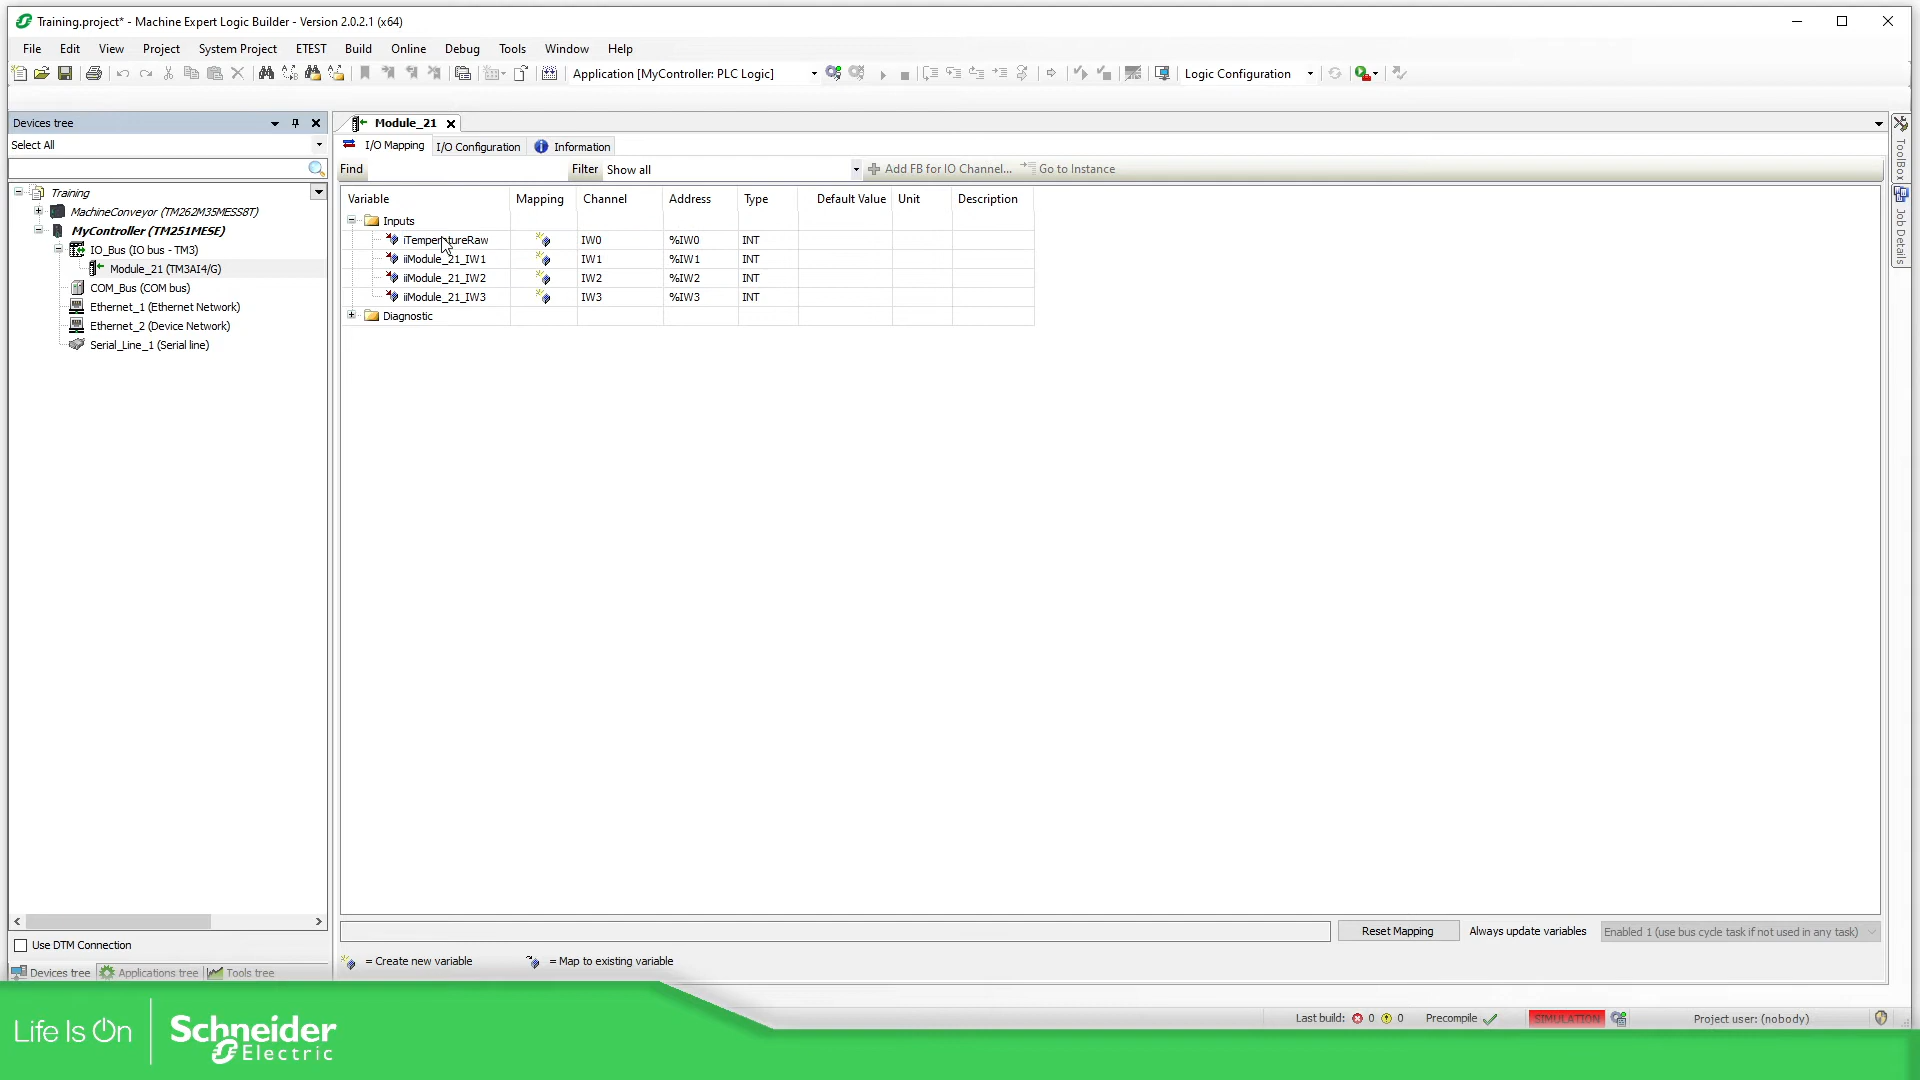 Training.project* - Machine Expert Logic Builder - Version 2.0.2.1 (x64)
File Edit View Project System Project ETEST Build Online Debug Tools Window Help
Application [MyController: PLC Logic] Logic Configuration
Devices tree
Select All
Training
MachineConveyor (TM262M35MESS8T)
MyController (TM251MESE)
IO_Bus (IO bus - TM3)
Module_21 (TM3AI4/G)
COM_Bus (COM bus)
Ethernet_1 (Ethernet Network)
Ethernet_2 (Device Network)
Serial_Line_1 (Serial line)
Use DTM Connection
Devices tree Applications tree Tools tree
Module_21
I/O Mapping I/O Configuration Information
Find Filter Show all Add FB for IO Channel... Go to Instance
Variable Mapping Channel Address Type Default Value Unit Description
Inputs
iTemperatureRaw IW0 %IW0 INT
iiModule_21_IW1 IW1 %IW1 INT
iiModule_21_IW2 IW2 %IW2 INT
iiModule_21_IW3 IW3 %IW3 INT
Diagnostic
Reset Mapping Always update variables Enabled 1 (use bus cycle task if not used in any task)
= Create new variable = Map to existing variable
ToolBox
Job Details
Last build: 0 0 Precompile SIMULATION Project user: (nobody)
Life Is On
Schneider
Electric